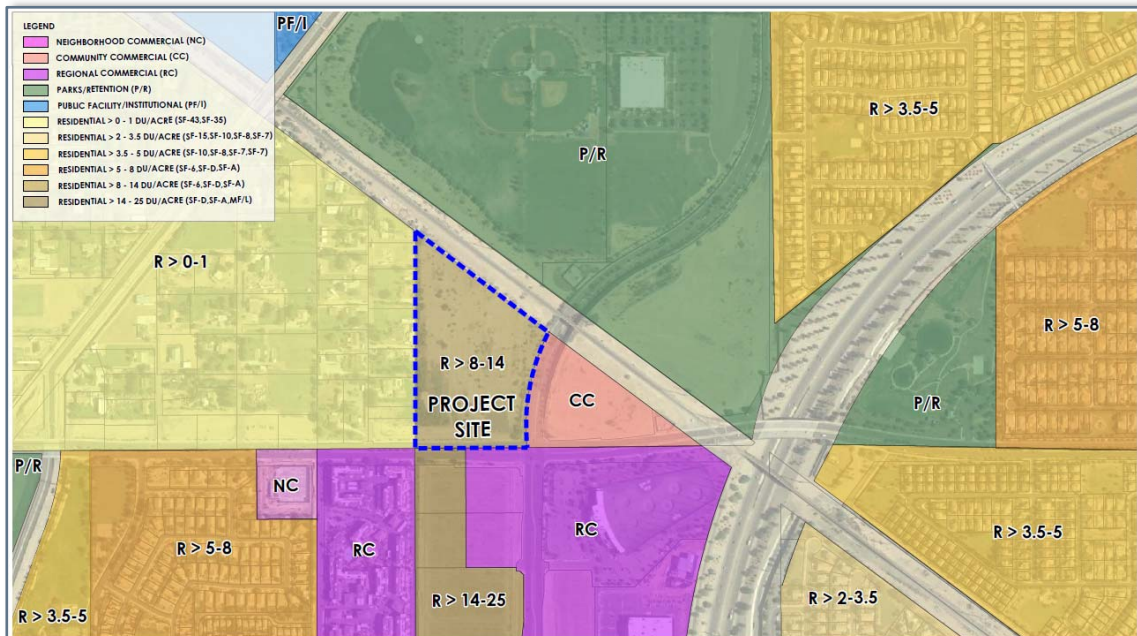 LEGEND
NEIGHBORHOOD COMMERCIAL (NC)
COMMUNITY COMMERCIAL (CC)
REGIONAL COMMERCIAL (RC)
PARKS/RETENTION (P/R)
PUBLIC FACILITY/INSTITUTIONAL (PF/I)
RESIDENTIAL > 0 - 1 DU/ACRE (SF-43,SF-35)
RESIDENTIAL > 2 - 3.5 DU/ACRE (SF-15,SF-10,SF-8,SF-7)
RESIDENTIAL > 3.5 - 5 DU/ACRE (SF-10,SF-8,SF-7,SF-7)
RESIDENTIAL > 5 - 8 DU/ACRE (SF-6,SF-D,SF-A)
RESIDENTIAL > 8 - 14 DU/ACRE (SF-6,SF-D,SF-A)
RESIDENTIAL > 14 - 25 DU/ACRE (SF-D,SF-A,MF/L)
PF/I
R > 3.5-5
P/R
R > 0-1
R > 5-8
R > 8-14
PROJECT
SITE
CC
P/R
P/R
NC
RC
RC
R > 5-8
R > 3.5-5
R > 3.5-5
R > 14-25
R > 2-3.5